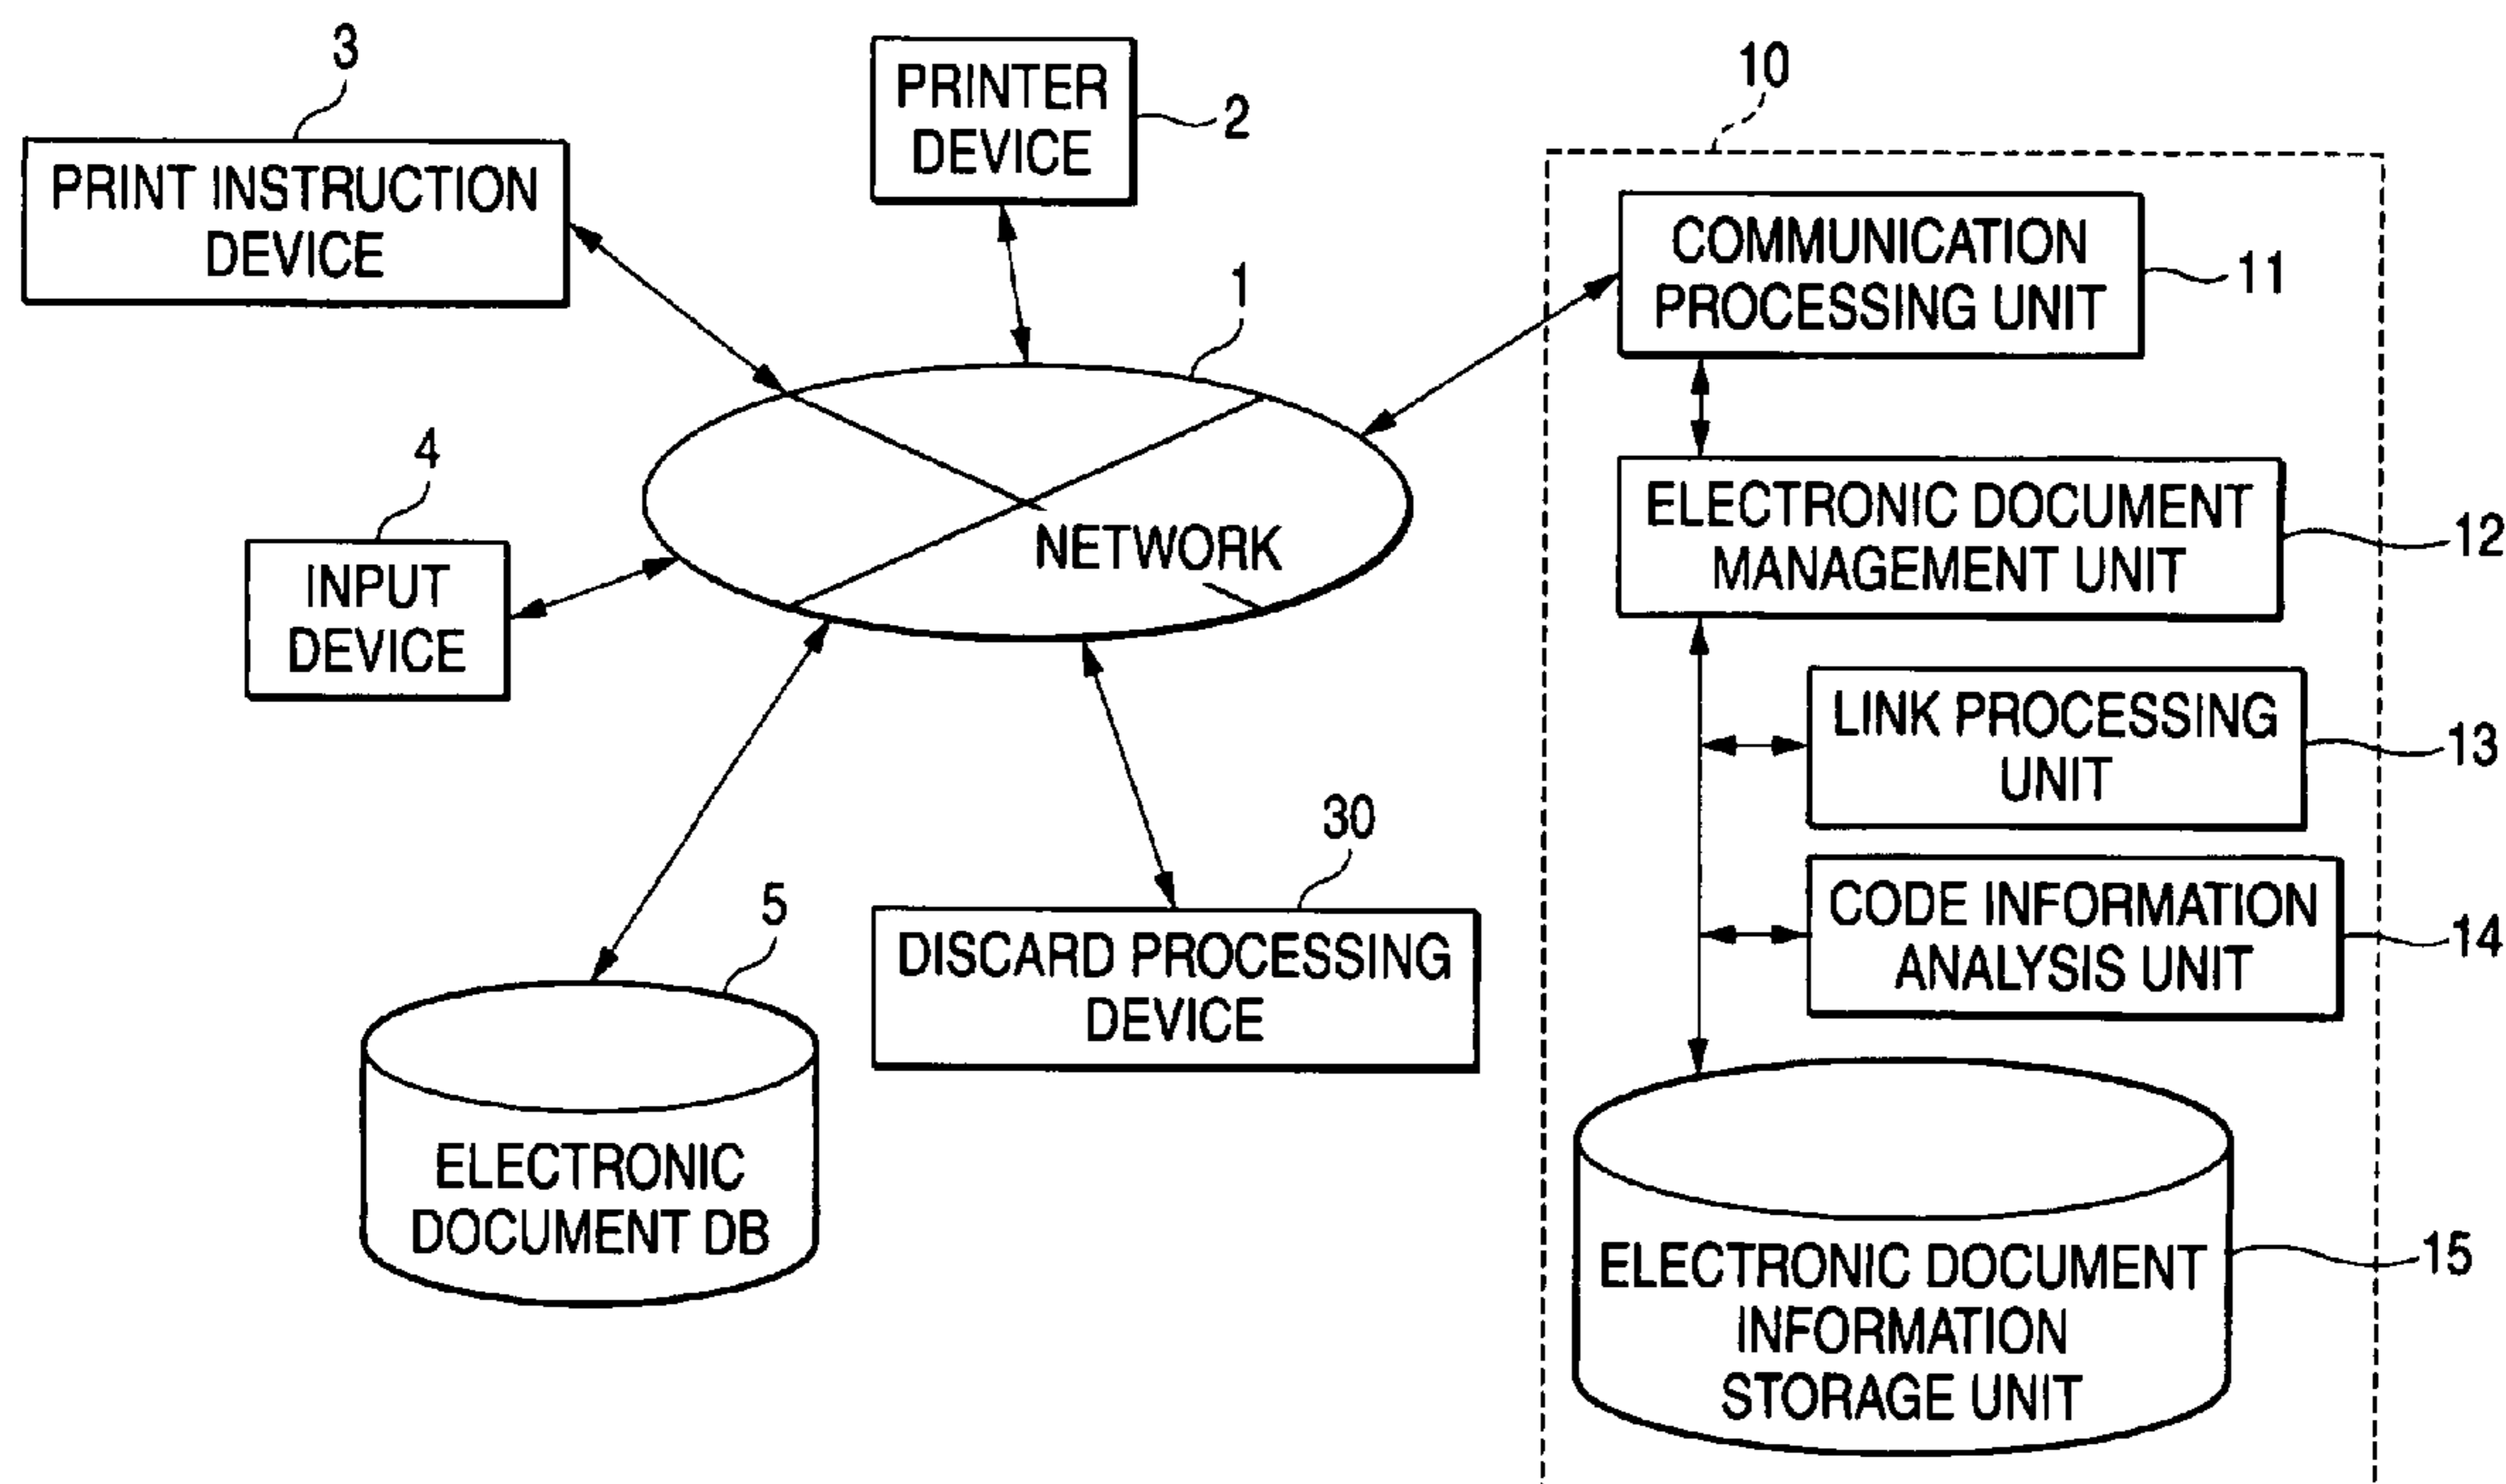 3
PRINTER
DEVICE
2
10
PRINT INSTRUCTION
DEVICE
COMMUNICATION
PROCESSING UNIT
11
1
4
ELECTRONIC DOCUMENT
MANAGEMENT UNIT
12
NETWORK
INPUT
DEVICE
LINK PROCESSING
UNIT
13
30
5
CODE INFORMATION
ANALYSIS UNIT
14
DISCARD PROCESSING
DEVICE
ELECTRONIC
DOCUMENT DB
ELECTRONIC DOCUMENT
INFORMATION
STORAGE UNIT
15